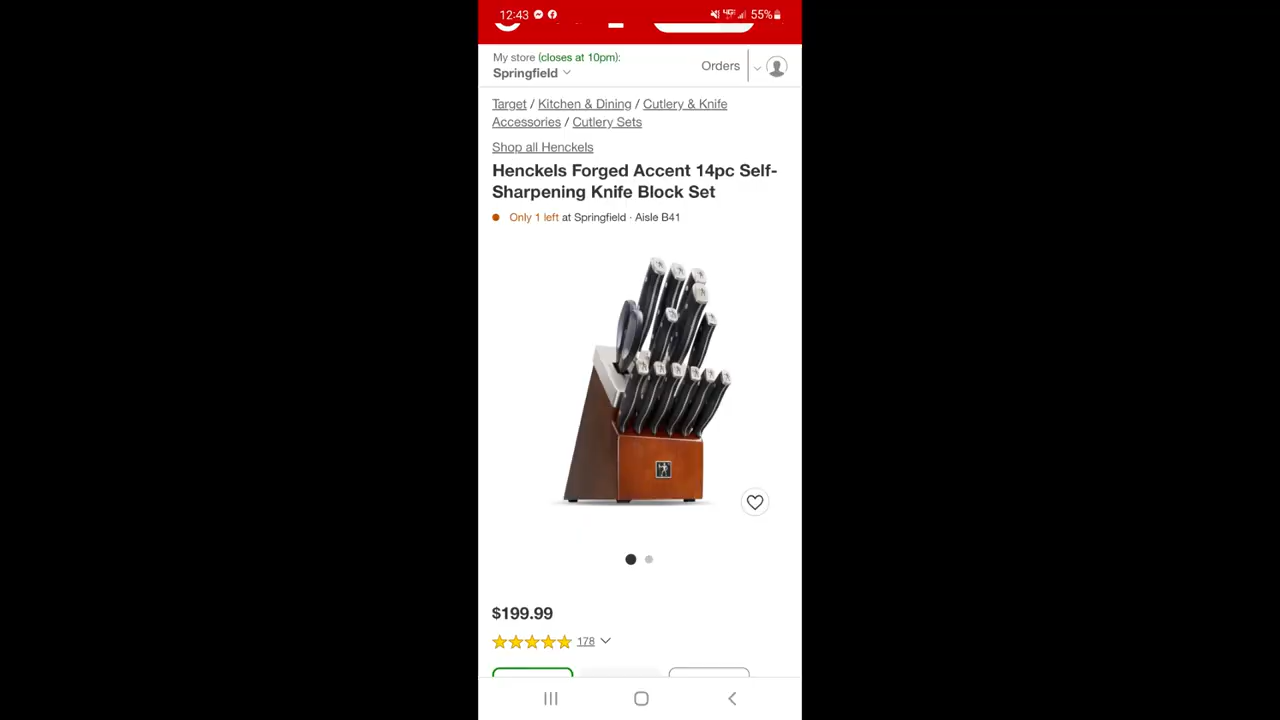 12:43
55%
My store (closes at 10pm):
Springfield
Orders
Target / Kitchen & Dining / Cutlery & Knife
Accessories / Cutlery Sets
Shop all Henckels
Henckels Forged Accent 14pc Self-
Sharpening Knife Block Set
Only 1 left at Springfield · Aisle B41
$199.99
178